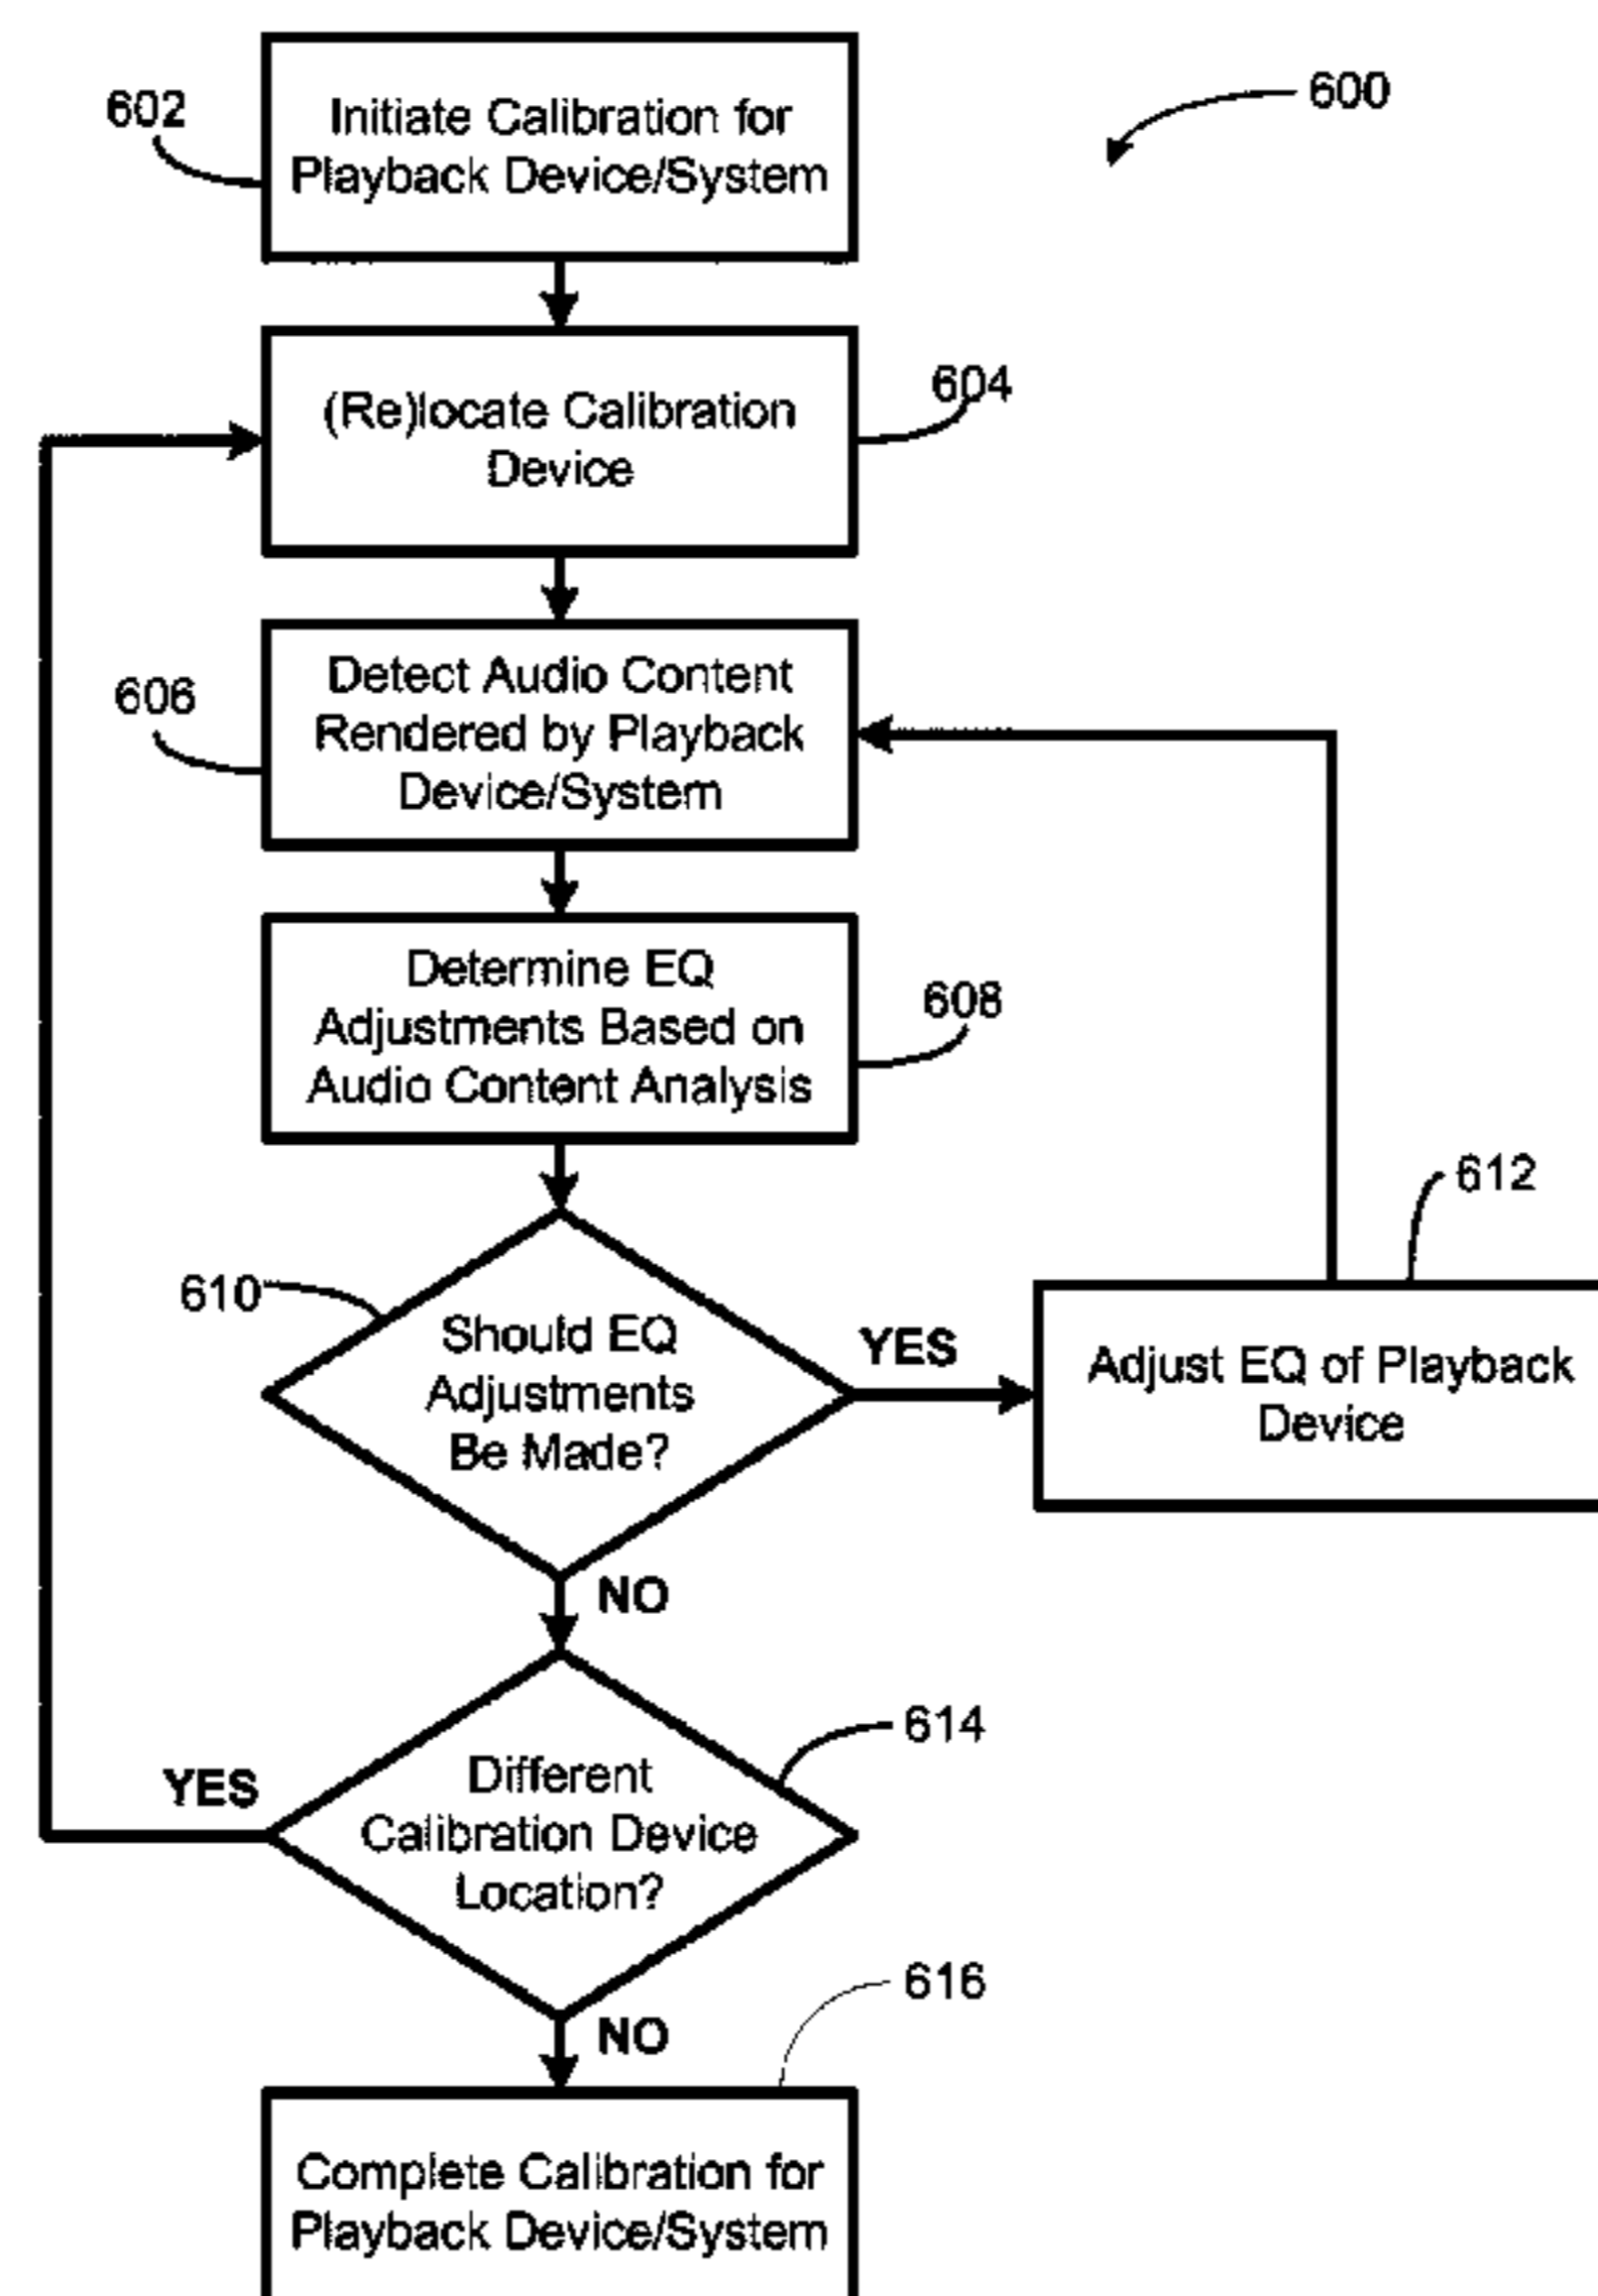 600
602
Initiate Calibration for
Playback Device/System
604
(Re)locate Calibration
Device
606
Detect Audio Content
Rendered by Playback
Device/System
608
Determine EQ
Adjustments Based on
Audio Content Analysis
610
Should EQ
Adjustments
Be Made?
YES
612
Adjust EQ of Playback
Device
NO
614
Different
Calibration Device
Location?
YES
NO
616
Complete Calibration for
Playback Device/System